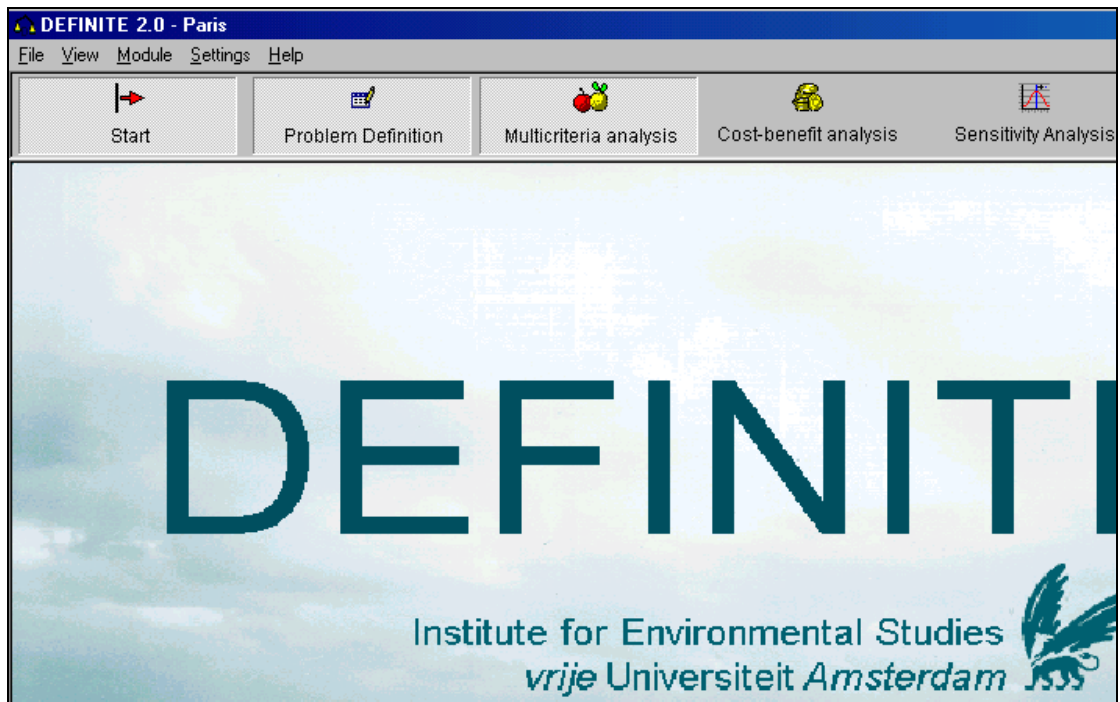 DEFINITE 2.0 - Paris
File View Module Settings Help
Start Problem Definition Multicriteria analysis Cost-benefit analysis Sensitivity Analysis
DEFINIT
Institute for Environmental Studies
vrije Universiteit Amsterdam